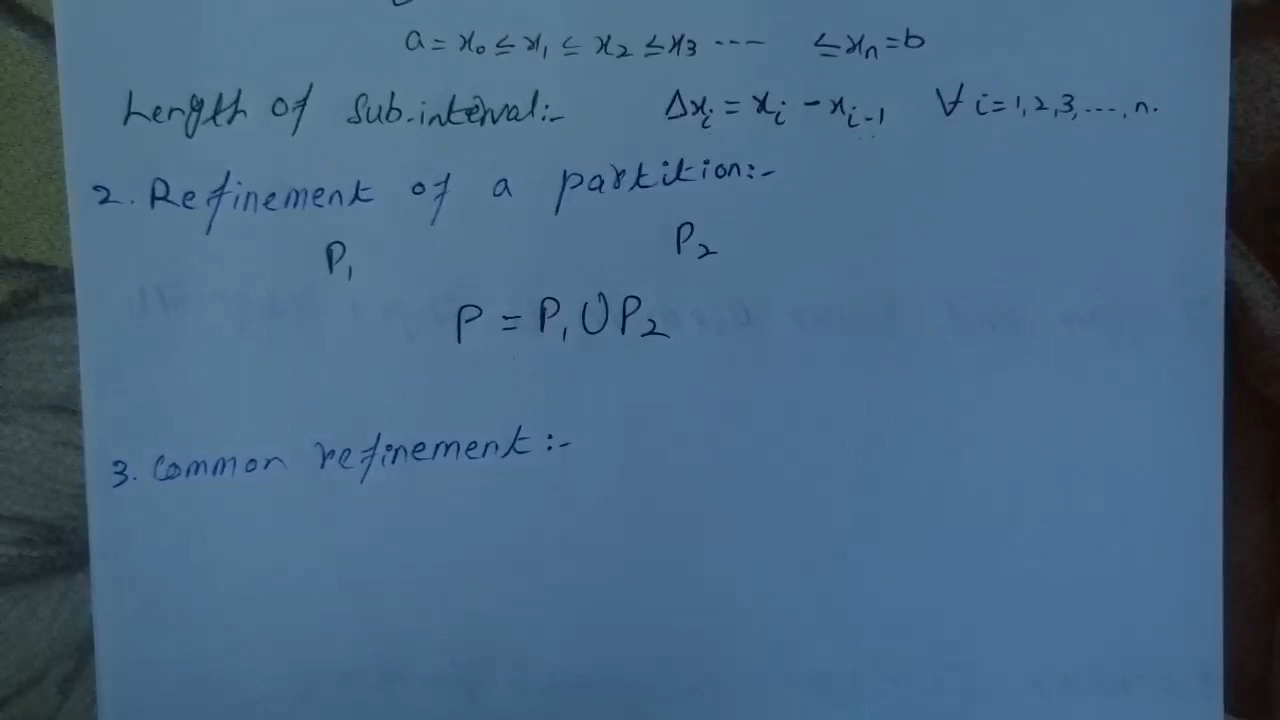 a = x₀ ≤ x₁ ≤ x₂ ≤ x₃ ---- ≤ xₙ = b
Length of Sub-interval:- Δxᵢ = xᵢ - xᵢ₋₁ ∀ i = 1, 2, 3, ...., n.
2. Refinement of a partition:-
P₁ P₂
P = P₁ ∪ P₂
3. Common refinement:-